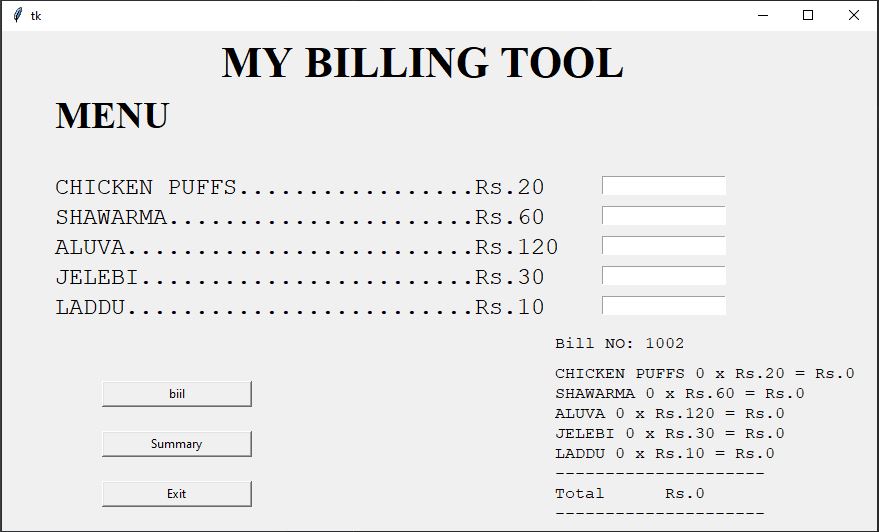 tk
MY BILLING TOOL
MENU
CHICKEN PUFFS.................Rs.20
SHAWARMA......................Rs.60
ALUVA.........................Rs.120
JELEBI........................Rs.30
LADDU.........................Rs.10
Bill NO: 1002
CHICKEN PUFFS 0 x Rs.20 = Rs.0
SHAWARMA 0 x Rs.60 = Rs.0
ALUVA 0 x Rs.120 = Rs.0
JELEBI 0 x Rs.30 = Rs.0
LADDU 0 x Rs.10 = Rs.0
---------------------
Total      Rs.0
---------------------
biil
Summary
Exit